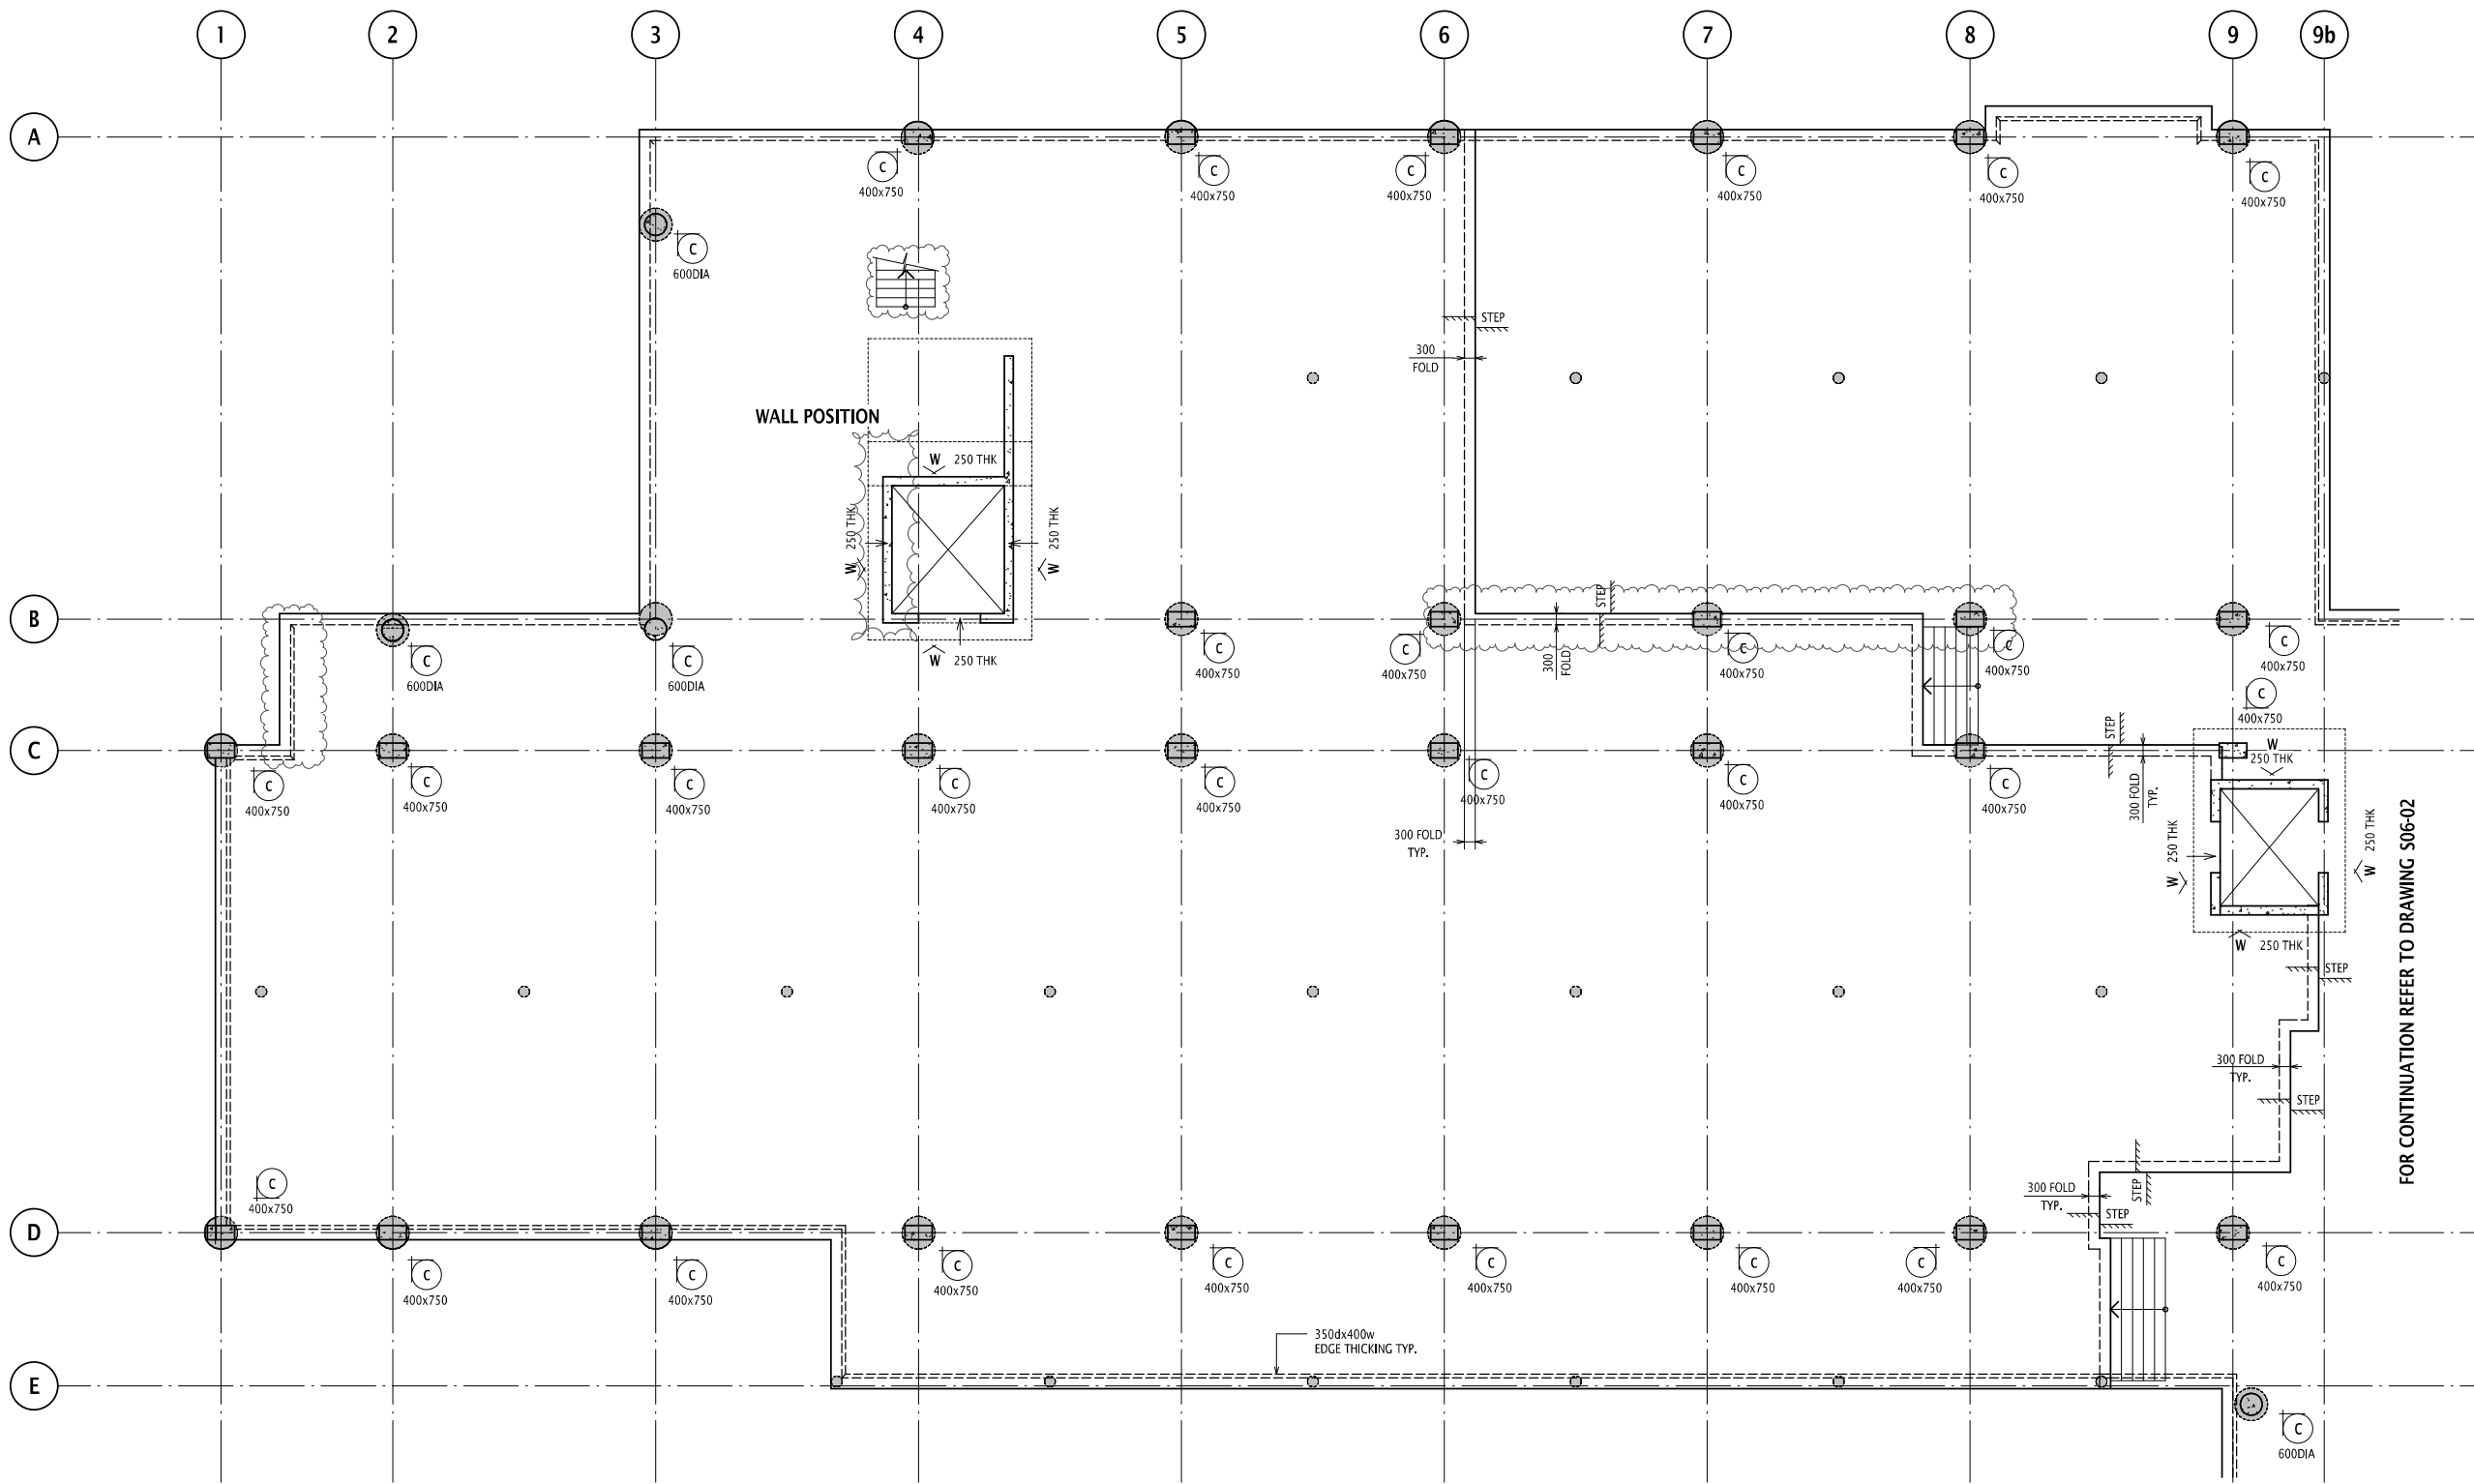 1
2
3
4
5
6
7
8
9
9b
A
C
400x750
C
400x750
C
400x750
C
400x750
C
400x750
C
400x750
C
600DIA
STEP
300
FOLD
WALL POSITION
W 250 THK
250 THK
W
250 THK
W
W 250 THK
B
STEP
300
FOLD
C
600DIA
C
600DIA
C
400x750
C
400x750
C
400x750
C
400x750
C
400x750
C
400x750
C
STEP
W
250 THK
C
400x750
C
400x750
C
400x750
C
400x750
C
400x750
C
400x750
C
400x750
C
400x750
300 FOLD
TYP.
300 FOLD
TYP.
250 THK
W
250 THK
W
W 250 THK
FOR CONTINUATION REFER TO DRAWING S06-02
STEP
300 FOLD
TYP.
STEP
C
400x750
STEP
300 FOLD
TYP.
STEP
D
C
400x750
C
400x750
C
400x750
C
400x750
C
400x750
C
400x750
C
400x750
C
400x750
350dx400w
EDGE THICKING TYP.
E
C
600DIA